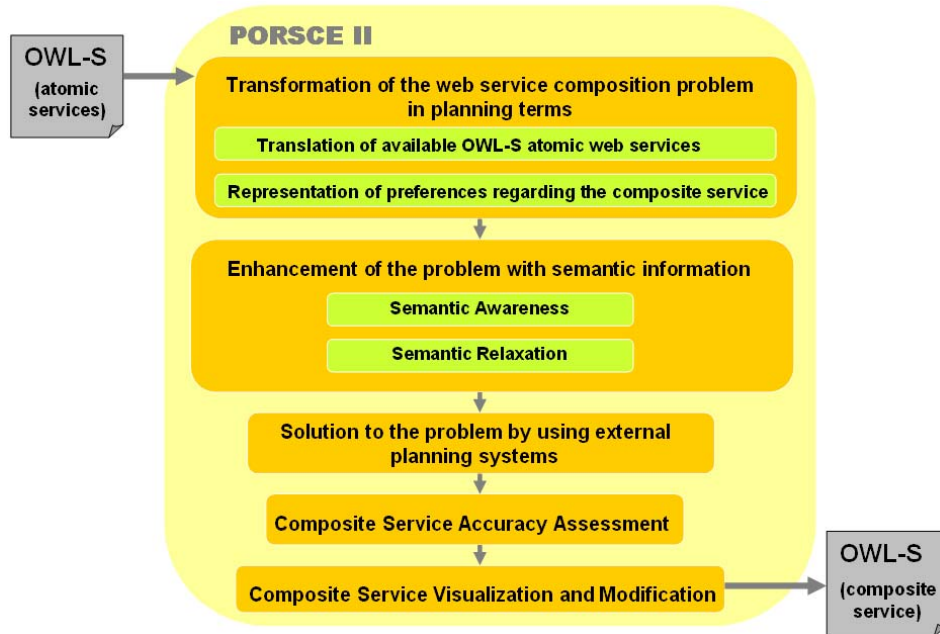 PORSCE II
OWL-S
(atomic
services)
Transformation of the web service composition problem
in planning terms
Translation of available OWL-S atomic web services
Representation of preferences regarding the composite service
Enhancement of the problem with semantic information
Semantic Awareness
Semantic Relaxation
Solution to the problem by using external
planning systems
Composite Service Accuracy Assessment
Composite Service Visualization and Modification
OWL-S
(composite
service)